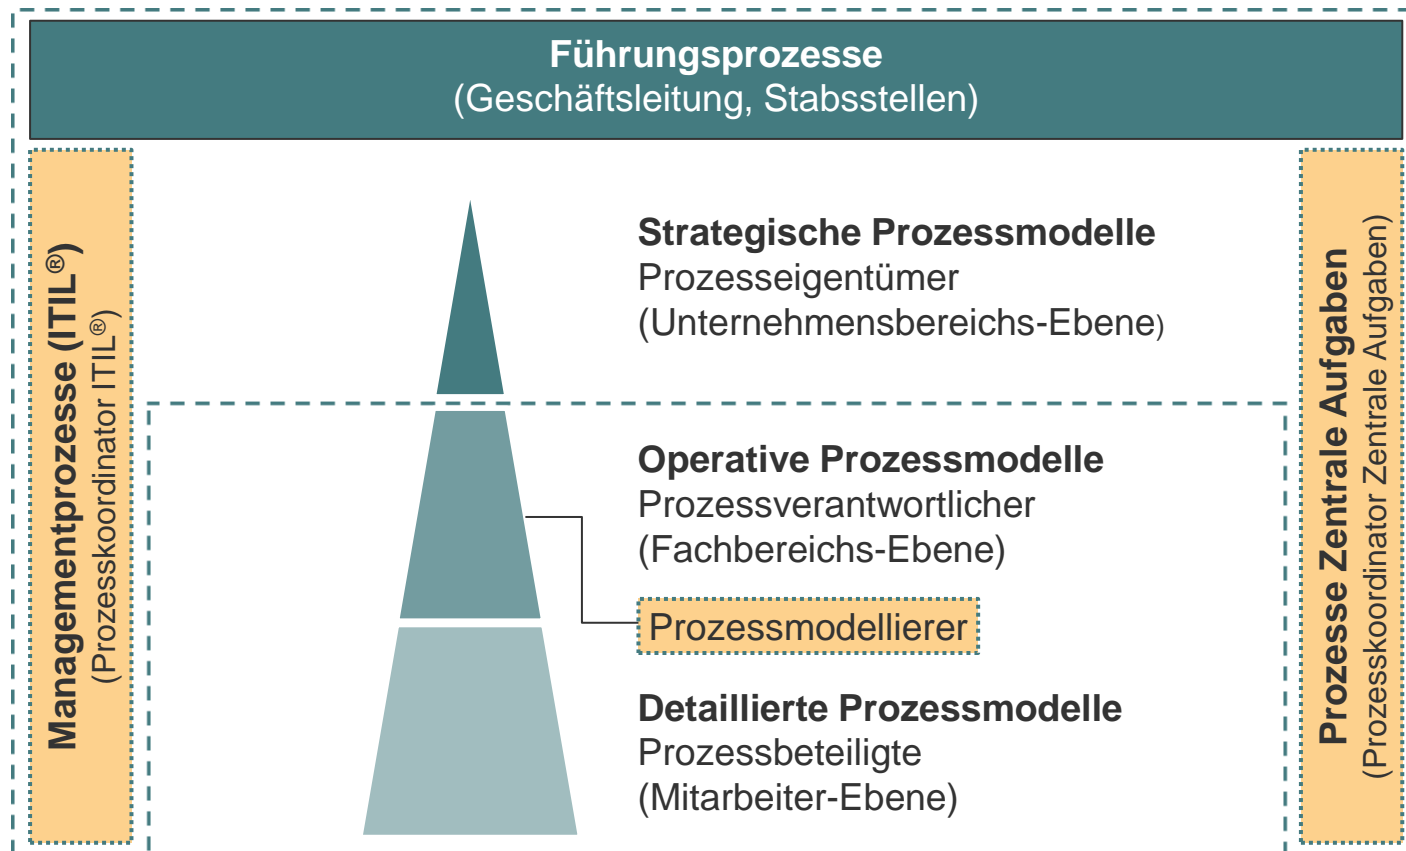 Führungsprozesse
(Geschäftsleitung, Stabsstellen)
Managementprozesse (ITIL®)
(Prozesskoordinator ITIL®)
Strategische Prozessmodelle
Prozesseigentümer
(Unternehmensbereichs-Ebene)
Operative Prozessmodelle
Prozessverantwortlicher
(Fachbereichs-Ebene)
Prozessmodellierer
Detaillierte Prozessmodelle
Prozessbeteiligte
(Mitarbeiter-Ebene)
Prozesse Zentrale Aufgaben
(Prozesskoordinator Zentrale Aufgaben)